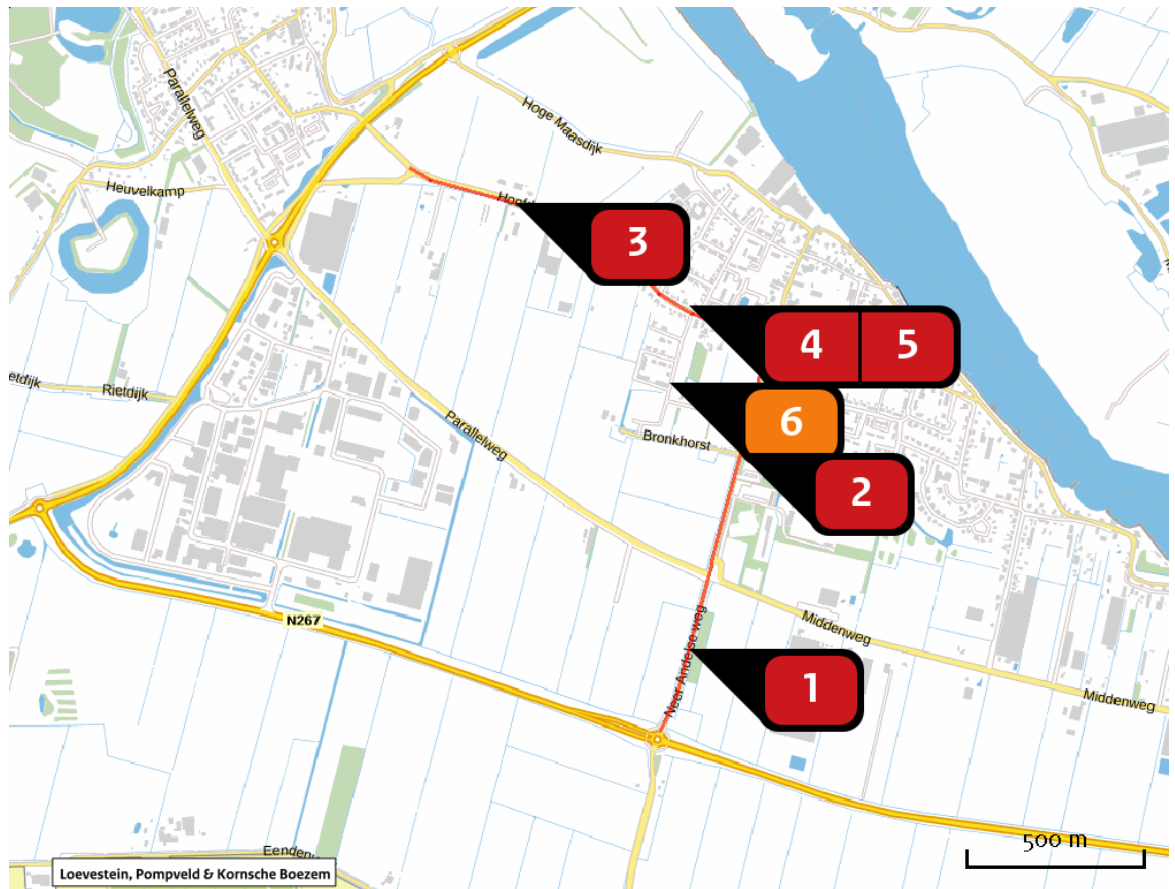 Parallelweg
Hoge Maasdijk
Heuvelkamp
3
4 5
Rietdijk
Parallelweg
Bronkhorst
6
2
N267
Neer-Andelse weg
Middenweg
1
Middenweg
500 m
Loevestein, Pompveld & Kornsche Boezem